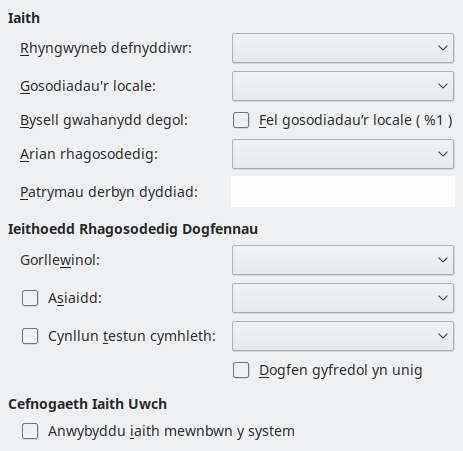 Iaith
Rhyngwyneb defnyddiwr:
Gosodiadau'r locale:
Bysell gwahanydd degol:
Fel gosodiadau’r locale ( %1 )
Arian rhagosodedig:
Patrymau derbyn dyddiad:
Ieithoedd Rhagosodedig Dogfennau
Gorllewinol:
Asiaidd:
Cynllun testun cymhleth:
Dogfen gyfredol yn unig
Cefnogaeth Iaith Uwch
Anwybyddu iaith mewnbwn y system